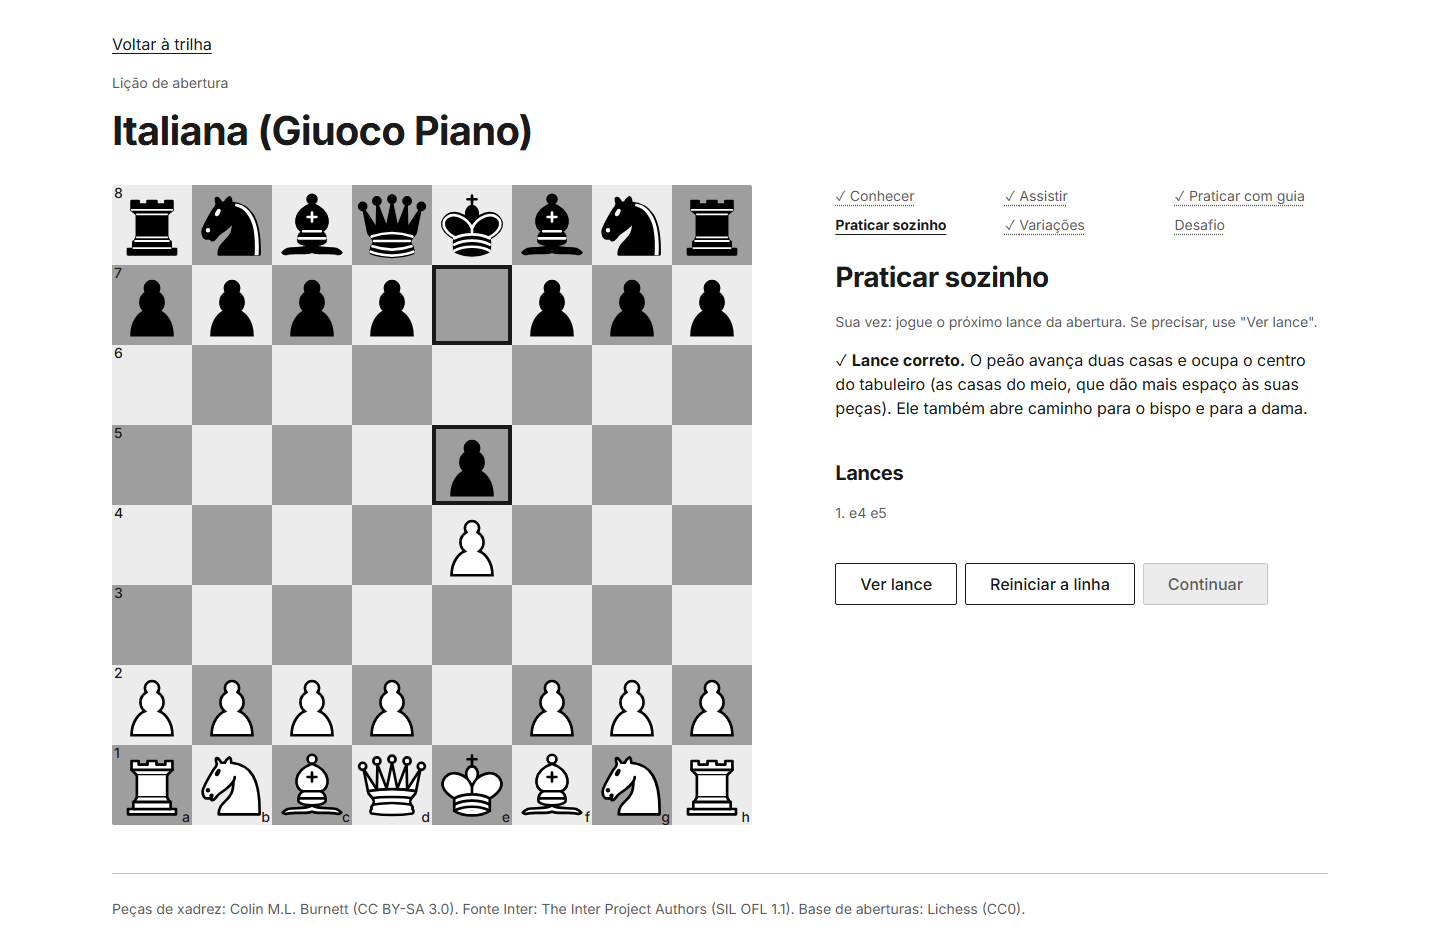 Voltar à trilha
Lição de abertura
Italiana (Giuoco Piano)
8
7
6
5
4
3
2
1
a b c d e f g h
✓ Conhecer ✓ Assistir ✓ Praticar com guia
Praticar sozinho ✓ Variações Desafio
Praticar sozinho
Sua vez: jogue o próximo lance da abertura. Se precisar, use "Ver lance".
✓ Lance correto. O peão avança duas casas e ocupa o centro
do tabuleiro (as casas do meio, que dão mais espaço às suas
peças). Ele também abre caminho para o bispo e para a dama.
Lances
1. e4 e5
Ver lance Reiniciar a linha Continuar
Peças de xadrez: Colin M.L. Burnett (CC BY-SA 3.0). Fonte Inter: The Inter Project Authors (SIL OFL 1.1). Base de aberturas: Lichess (CC0).